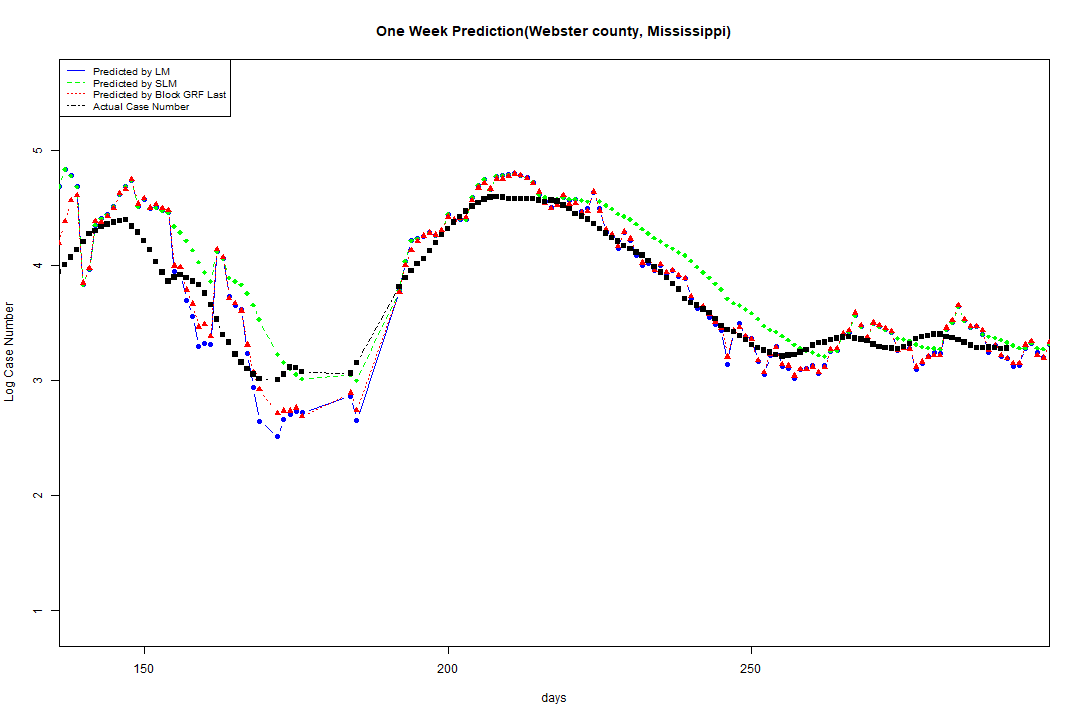 One Week Prediction(Webster county, Mississippi)
Predicted by LM
Predicted by SLM
Predicted by Block GRF Last
Actual Case Number
5
4
3
2
1
Log Case Number
150 200 250
days